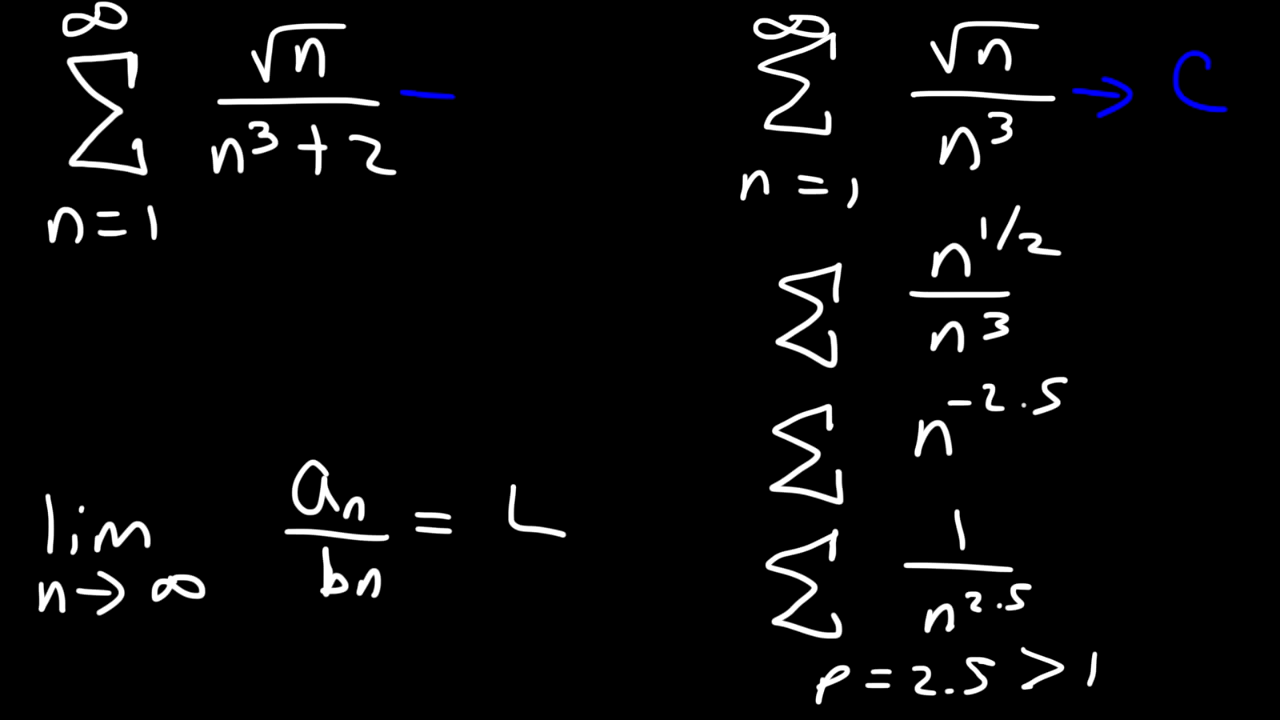 ∞
∑ √n / (n³ + 2) –
n = 1
∞
∑ √n / n³ → C
n = 1
∑ n^1/2 / n³
∑ n^-2.5
∑ 1 / n^2.5
p = 2.5 > 1
lim an / bn = L
n → ∞